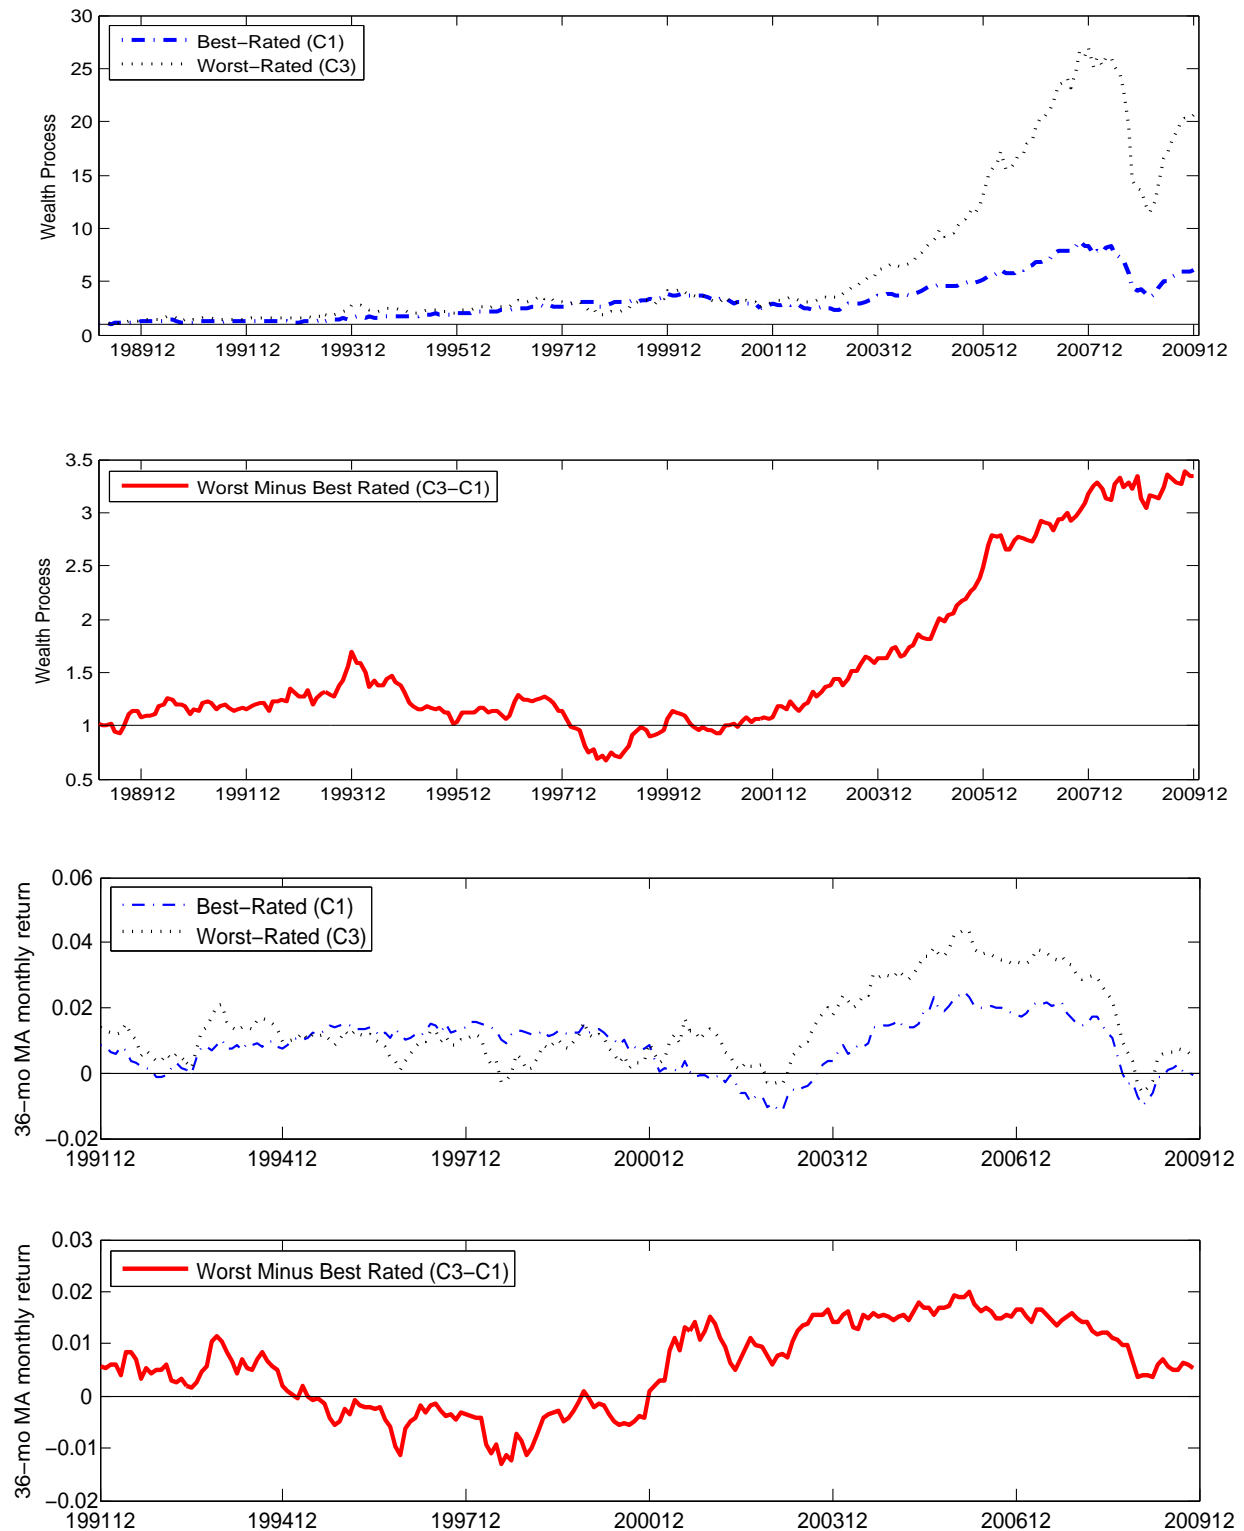 30
25
20
15
10
5
0
Wealth Process
Best−Rated (C1)
Worst−Rated (C3)
198912 199112 199312 199512 199712 199912 200112 200312 200512 200712 200912
3.5
3
2.5
2
1.5
1
0.5
Wealth Process
Worst Minus Best Rated (C3−C1)
198912 199112 199312 199512 199712 199912 200112 200312 200512 200712 200912
0.06
0.04
0.02
0
−0.02
36−mo MA monthly return
Best−Rated (C1)
Worst−Rated (C3)
199112 199412 199712 200012 200312 200612 200912
0.03
0.02
0.01
0
−0.01
−0.02
36−mo MA monthly return
Worst Minus Best Rated (C3−C1)
199112 199412 199712 200012 200312 200612 200912